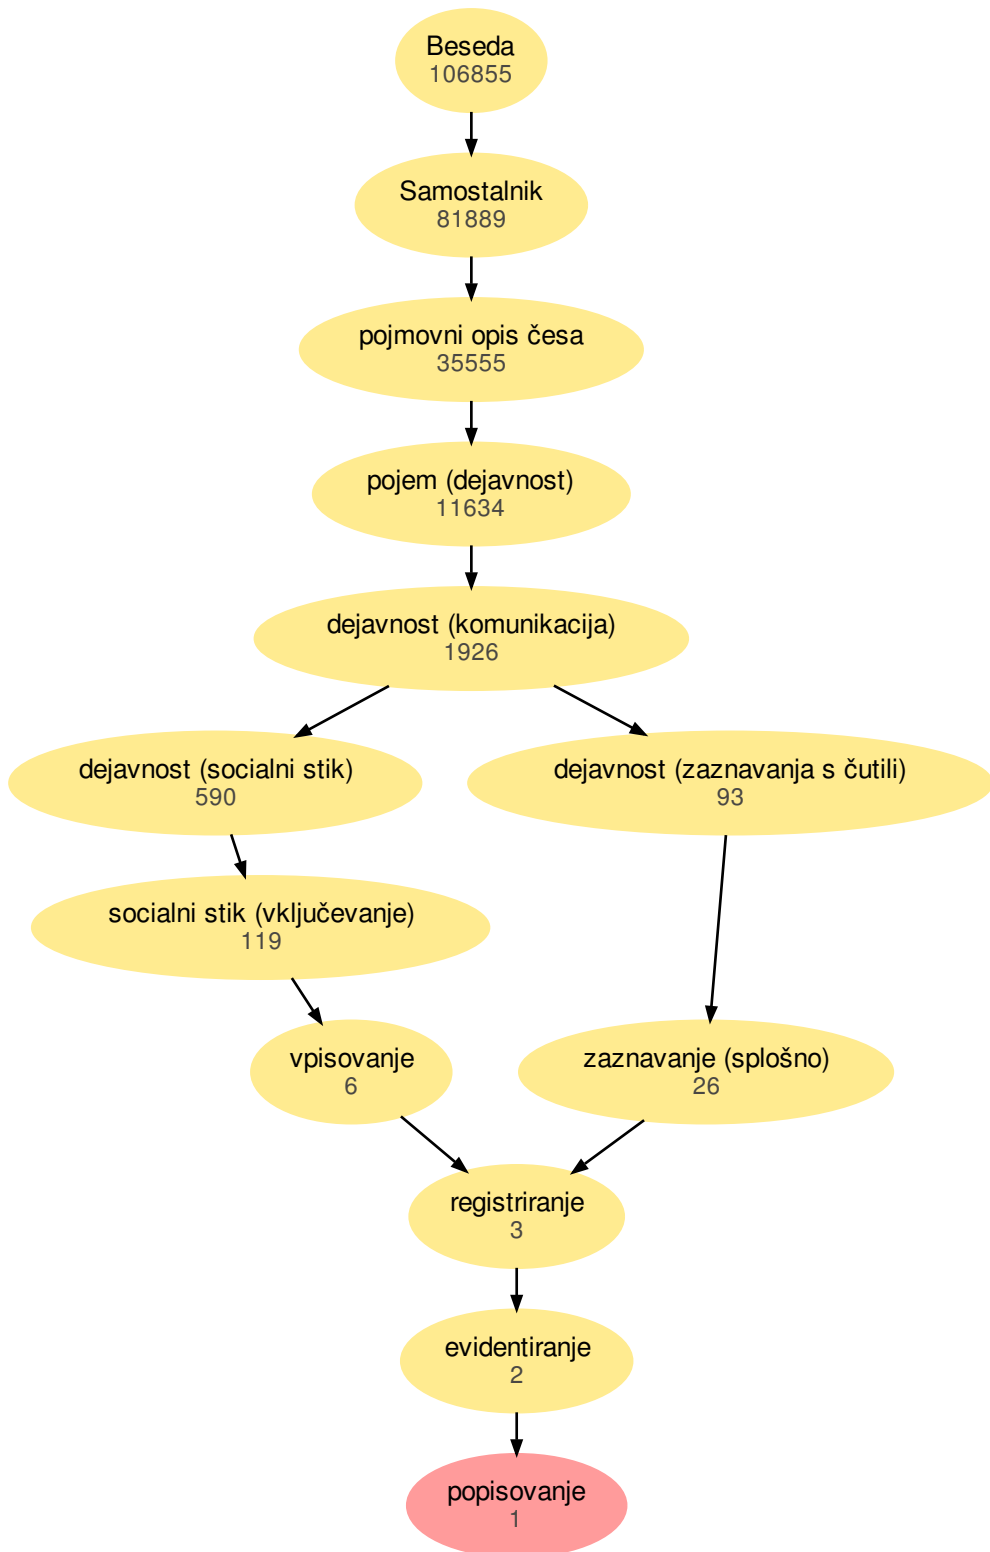 Beseda
106855
Samostalnik
81889
pojmovni opis česa
35555
pojem (dejavnost)
11634
dejavnost (komunikacija)
1926
dejavnost (socialni stik)
590
dejavnost (zaznavanja s čutili)
93
socialni stik (vključevanje)
119
vpisovanje
6
zaznavanje (splošno)
26
registriranje
3
evidentiranje
2
popisovanje
1